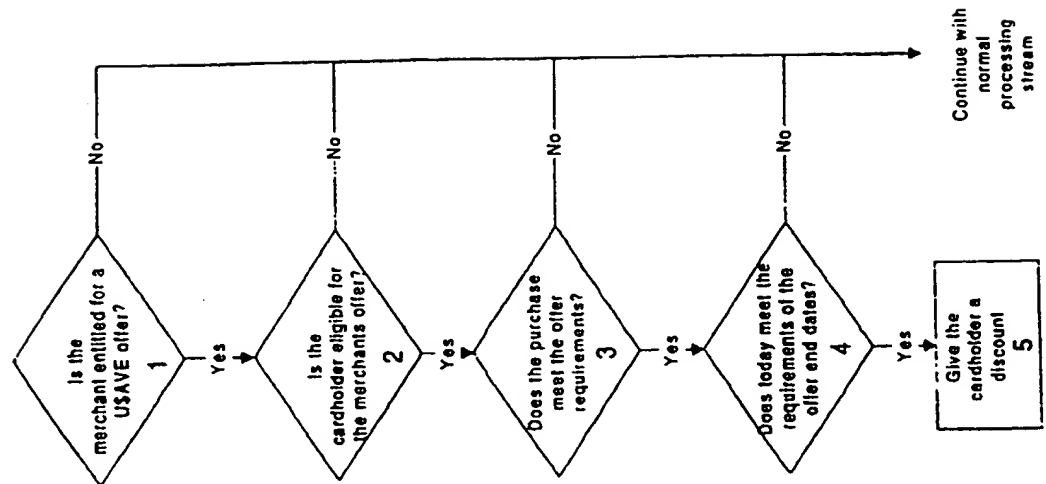 Is the
merchant entitled for a
USAVE offer?
1
No
Yes
Is the
cardholder eligible for
the merchants offer?
2
No
Yes
Does the purchase
meet the offer
requirements?
3
No
Yes
Does today meet the
requirements of the
offer end dates?
4
No
Yes
Give the
cardholder a
discount
5
Continue with
normal
processing
stream